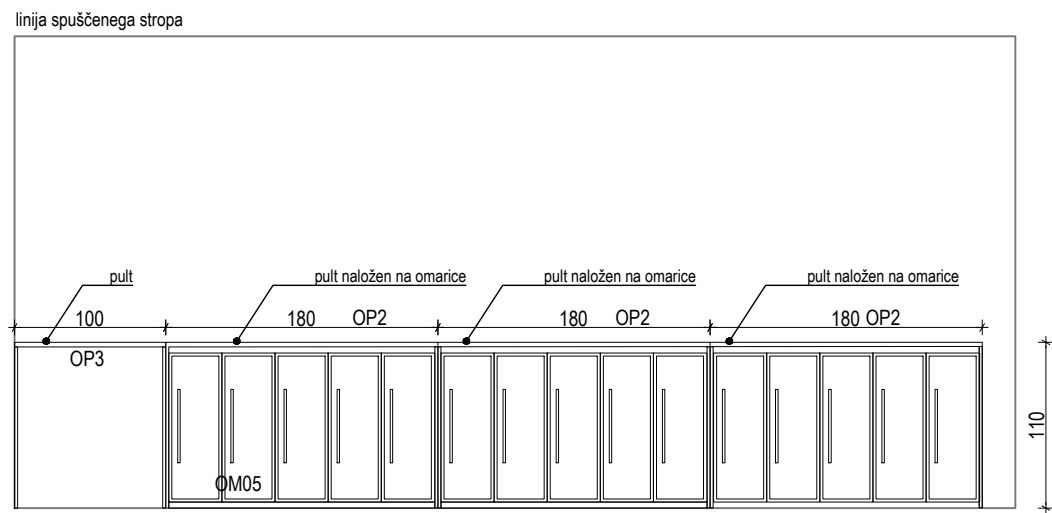 linija spuščenega stropa
pult
pult naložen na omarice
pult naložen na omarice
pult naložen na omarice
100
180 OP2
180 OP2
180 OP2
OP3
110
OM05